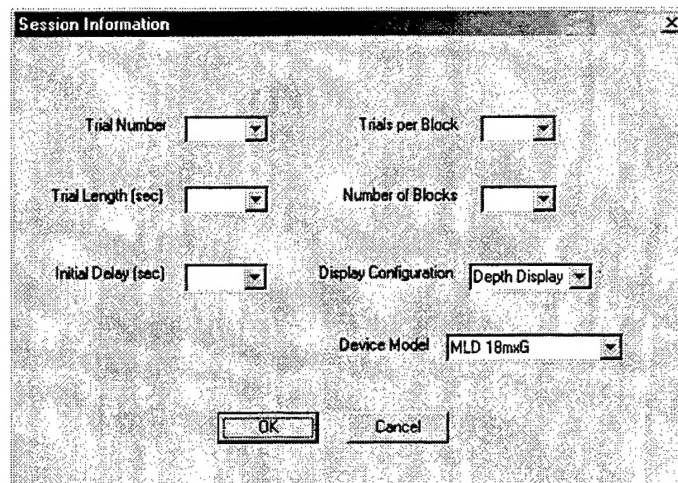 Session Information
Trial Number
Trials per Block
Trial Length (sec)
Number of Blocks
Initial Delay (sec)
Display Configuration Depth Display
Device Model MLD 18mxG
OK Cancel